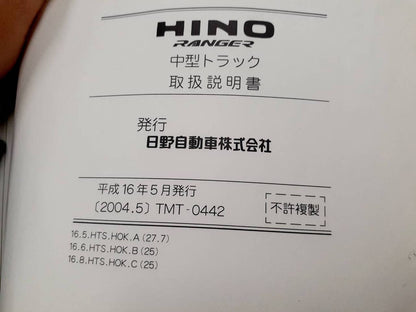 HINO
RANGER
中型トラック
取扱説明書
発行
日野自動車株式会社
平成16年5月発行
〔2004.5〕TMT-0442
不許複製
16.5.HTS.HOK.A(27.7)
16.6.HTS.HOK.B(25)
16.8.HTS.HOK.C(25)